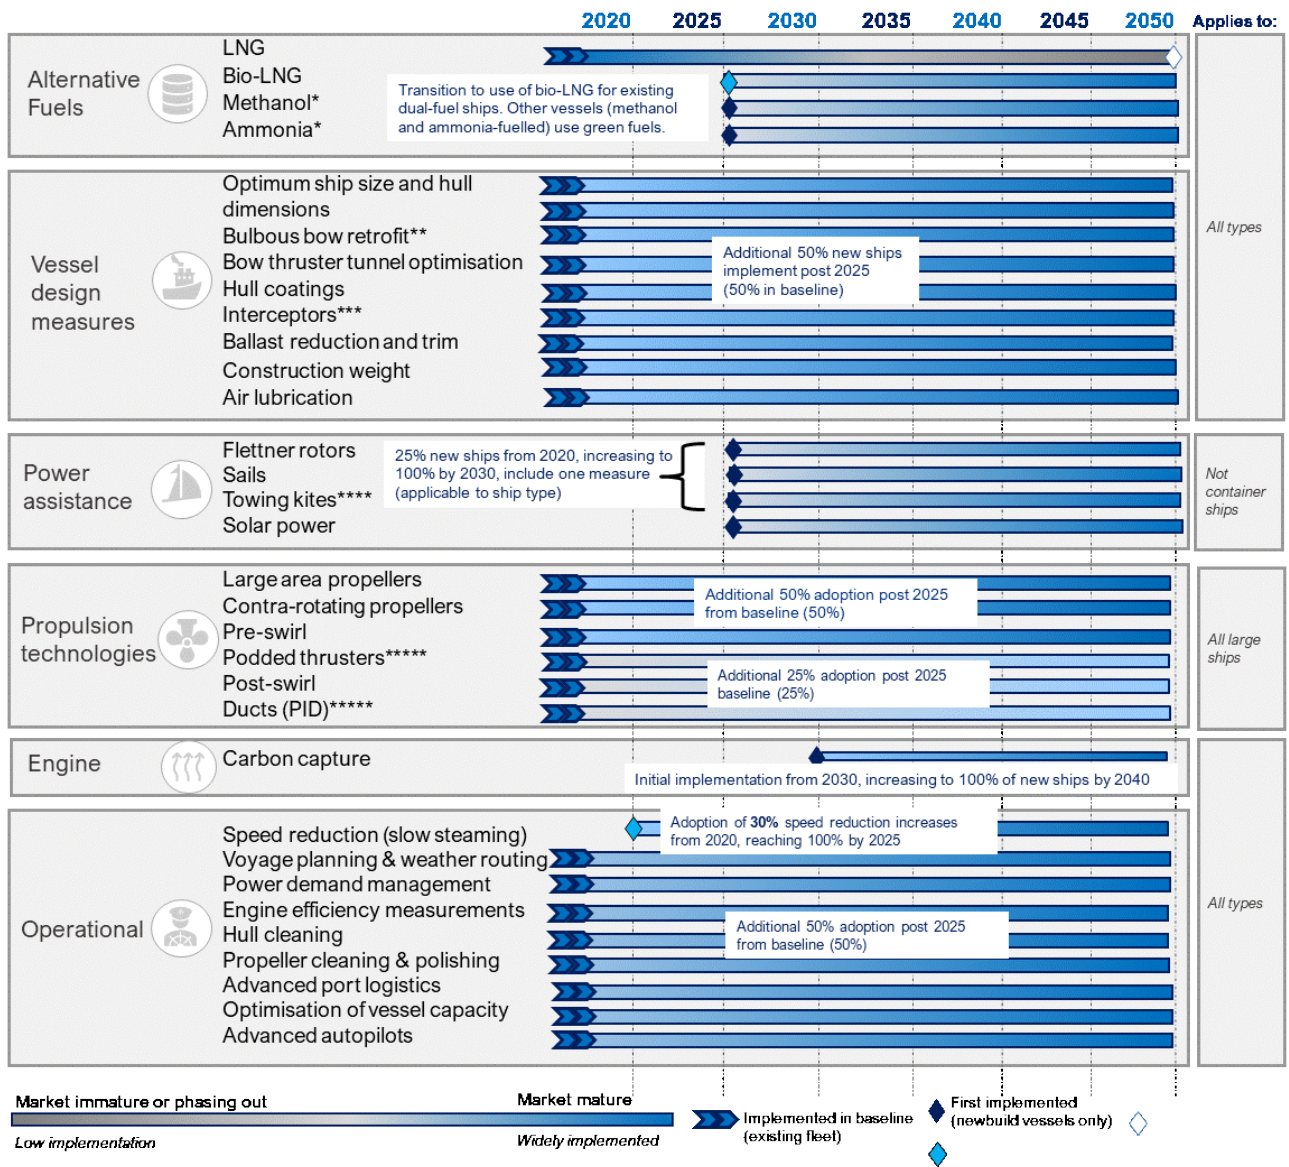 2020 2025 2030 2035 2040 2045 2050 Applies to:
Alternative
Fuels
LNG
Bio-LNG
Methanol*
Ammonia*
Transition to use of bio-LNG for existing
dual-fuel ships. Other vessels (methanol
and ammonia-fuelled) use green fuels.
All types
Vessel
design
measures
Optimum ship size and hull
dimensions
Bulbous bow retrofit**
Bow thruster tunnel optimisation
Hull coatings
Interceptors***
Ballast reduction and trim
Construction weight
Air lubrication
Additional 50% new ships
implement post 2025
(50% in baseline)
Power
assistance
Flettner rotors
Sails
Towing kites****
Solar power
25% new ships from 2020, increasing to
100% by 2030, include one measure
(applicable to ship type)
Not
container
ships
Propulsion
technologies
Large area propellers
Contra-rotating propellers
Pre-swirl
Podded thrusters*****
Post-swirl
Ducts (PID)*****
Additional 50% adoption post 2025
from baseline (50%)
Additional 25% adoption post 2025
baseline (25%)
All large
ships
Engine
Carbon capture
Initial implementation from 2030, increasing to 100% of new ships by 2040
Operational
Speed reduction (slow steaming)
Voyage planning & weather routing
Power demand management
Engine efficiency measurements
Hull cleaning
Propeller cleaning & polishing
Advanced port logistics
Optimisation of vessel capacity
Advanced autopilots
Adoption of 30% speed reduction increases
from 2020, reaching 100% by 2025
Additional 50% adoption post 2025
from baseline (50%)
All types
Market immature or phasing out
Market mature
Low implementation
Widely implemented
Implemented in baseline
(existing fleet)
First implemented
(newbuild vessels only)